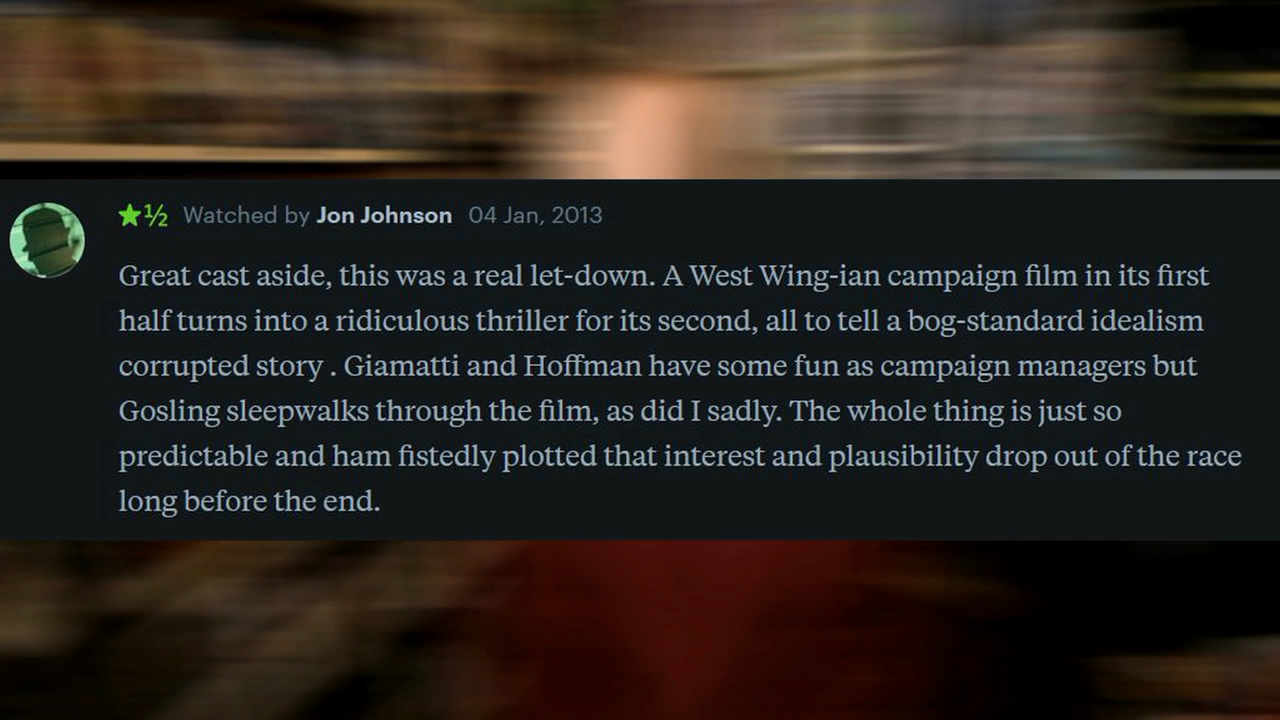 ★½ Watched by Jon Johnson 04 Jan, 2013
Great cast aside, this was a real let-down. A West Wing-ian campaign film in its first
half turns into a ridiculous thriller for its second, all to tell a bog-standard idealism
corrupted story . Giamatti and Hoffman have some fun as campaign managers but
Gosling sleepwalks through the film, as did I sadly. The whole thing is just so
predictable and ham fistedly plotted that interest and plausibility drop out of the race
long before the end.